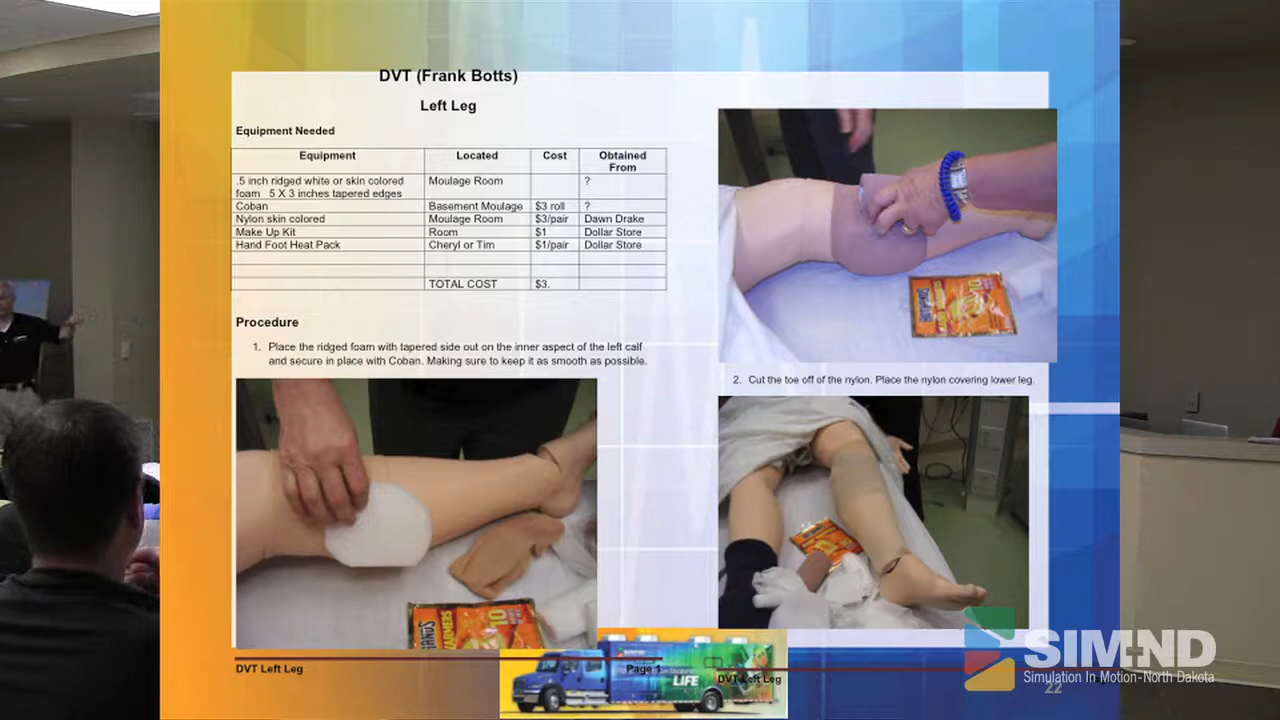 DVT (Frank Botts)
Left Leg
Equipment Needed
Equipment Located Cost Obtained From
.5 inch ridged white or skin colored foam 5 X 3 inches tapered edges Moulage Room ?
Coban Basement Moulage $3 roll ?
Nylon skin colored Moulage Room $3/pair Dawn Drake
Make Up Kit Room $1 Dollar Store
Hand Foot Heat Pack Cheryl or Tim $1/pair Dollar Store
TOTAL COST $3.
Procedure
1. Place the ridged foam with tapered side out on the inner aspect of the left calf
and secure in place with Coban. Making sure to keep it as smooth as possible.
2. Cut the toe off of the nylon. Place the nylon covering lower leg.
HANDS
WARMERS
10
DVT Left Leg
Page 1
DVT Left Leg
LIFE
SIM-ND
Simulation In Motion-North Dakota
22